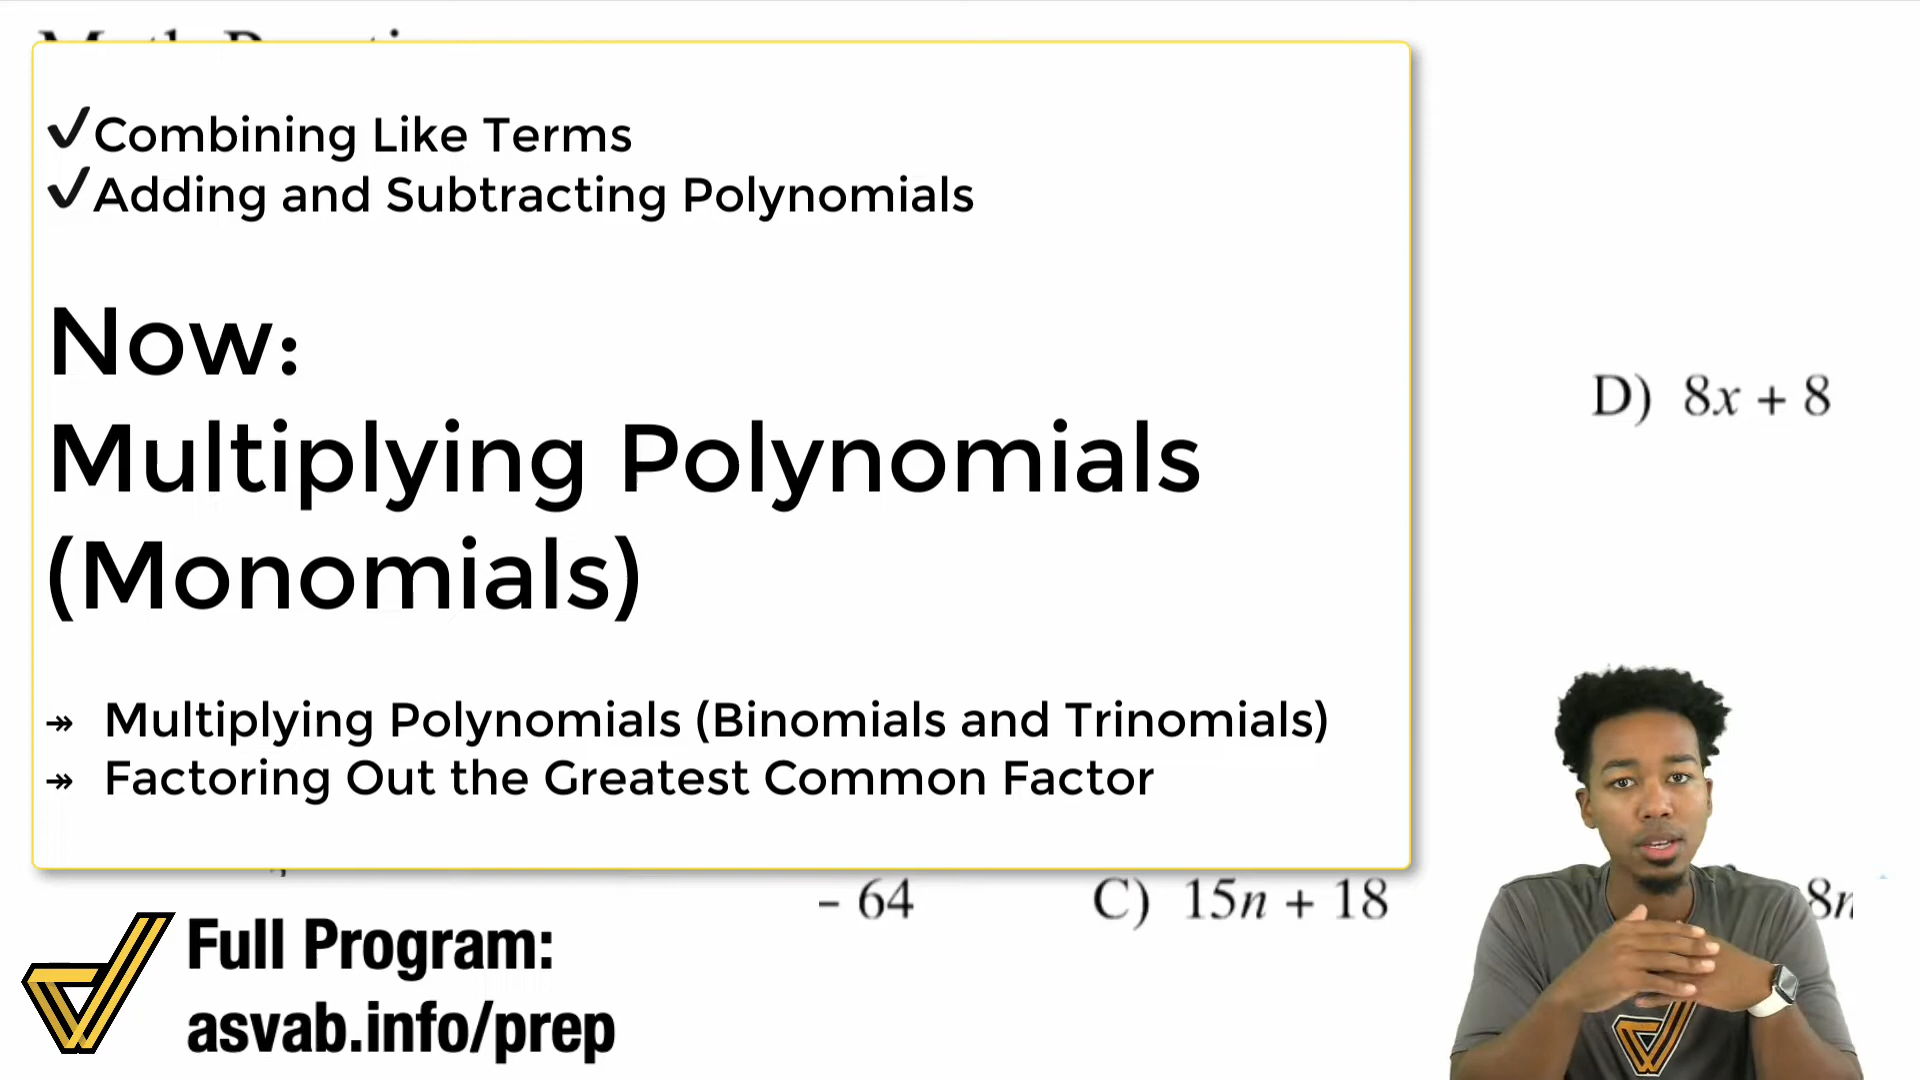 ✓Combining Like Terms
✓Adding and Subtracting Polynomials
Now:
Multiplying Polynomials
(Monomials)
↠ Multiplying Polynomials (Binomials and Trinomials)
↠ Factoring Out the Greatest Common Factor
D) 8x + 8
– 64 C) 15n + 18
Full Program:
asvab.info/prep